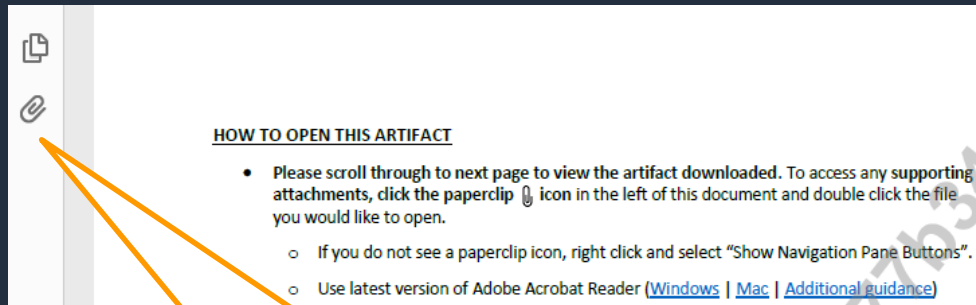 HOW TO OPEN THIS ARTIFACT
• Please scroll through to next page to view the artifact downloaded. To access any supporting
attachments, click the paperclip icon in the left of this document and double click the file
you would like to open.
o If you do not see a paperclip icon, right click and select “Show Navigation Pane Buttons”.
o Use latest version of Adobe Acrobat Reader (Windows | Mac | Additional guidance)